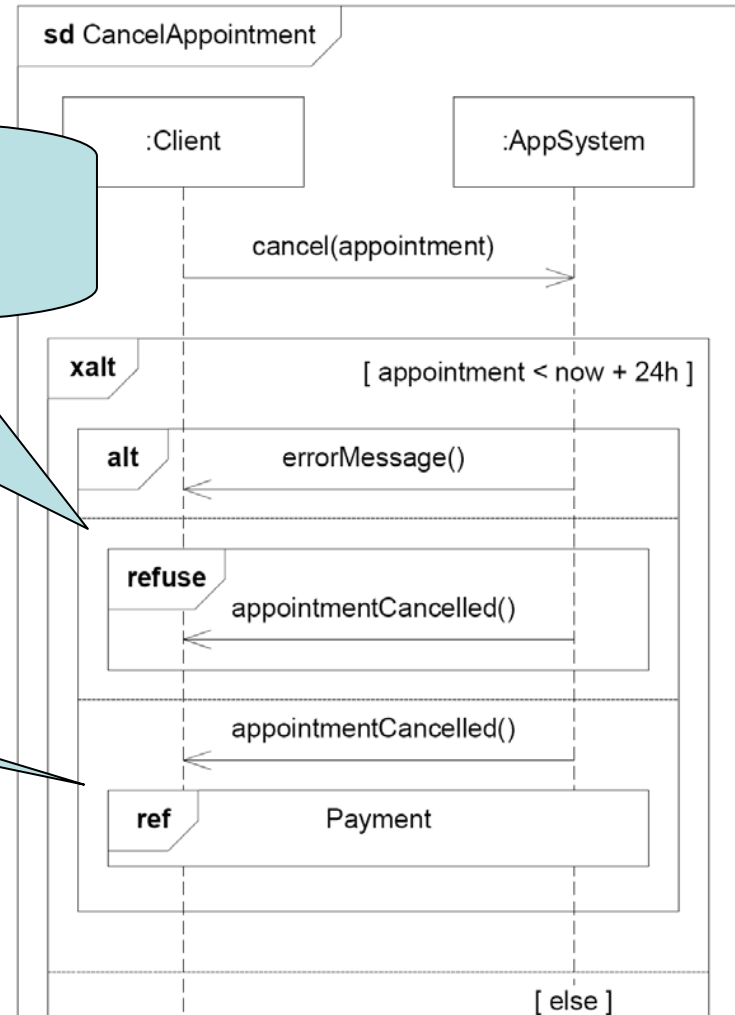 sd CancelAppointment
:Client
:AppSystem
cancel(appointment)
xalt
[ appointment < now + 24h ]
alt
errorMessage()
refuse
appointmentCancelled()
appointmentCancelled()
ref
Payment
[ else ]